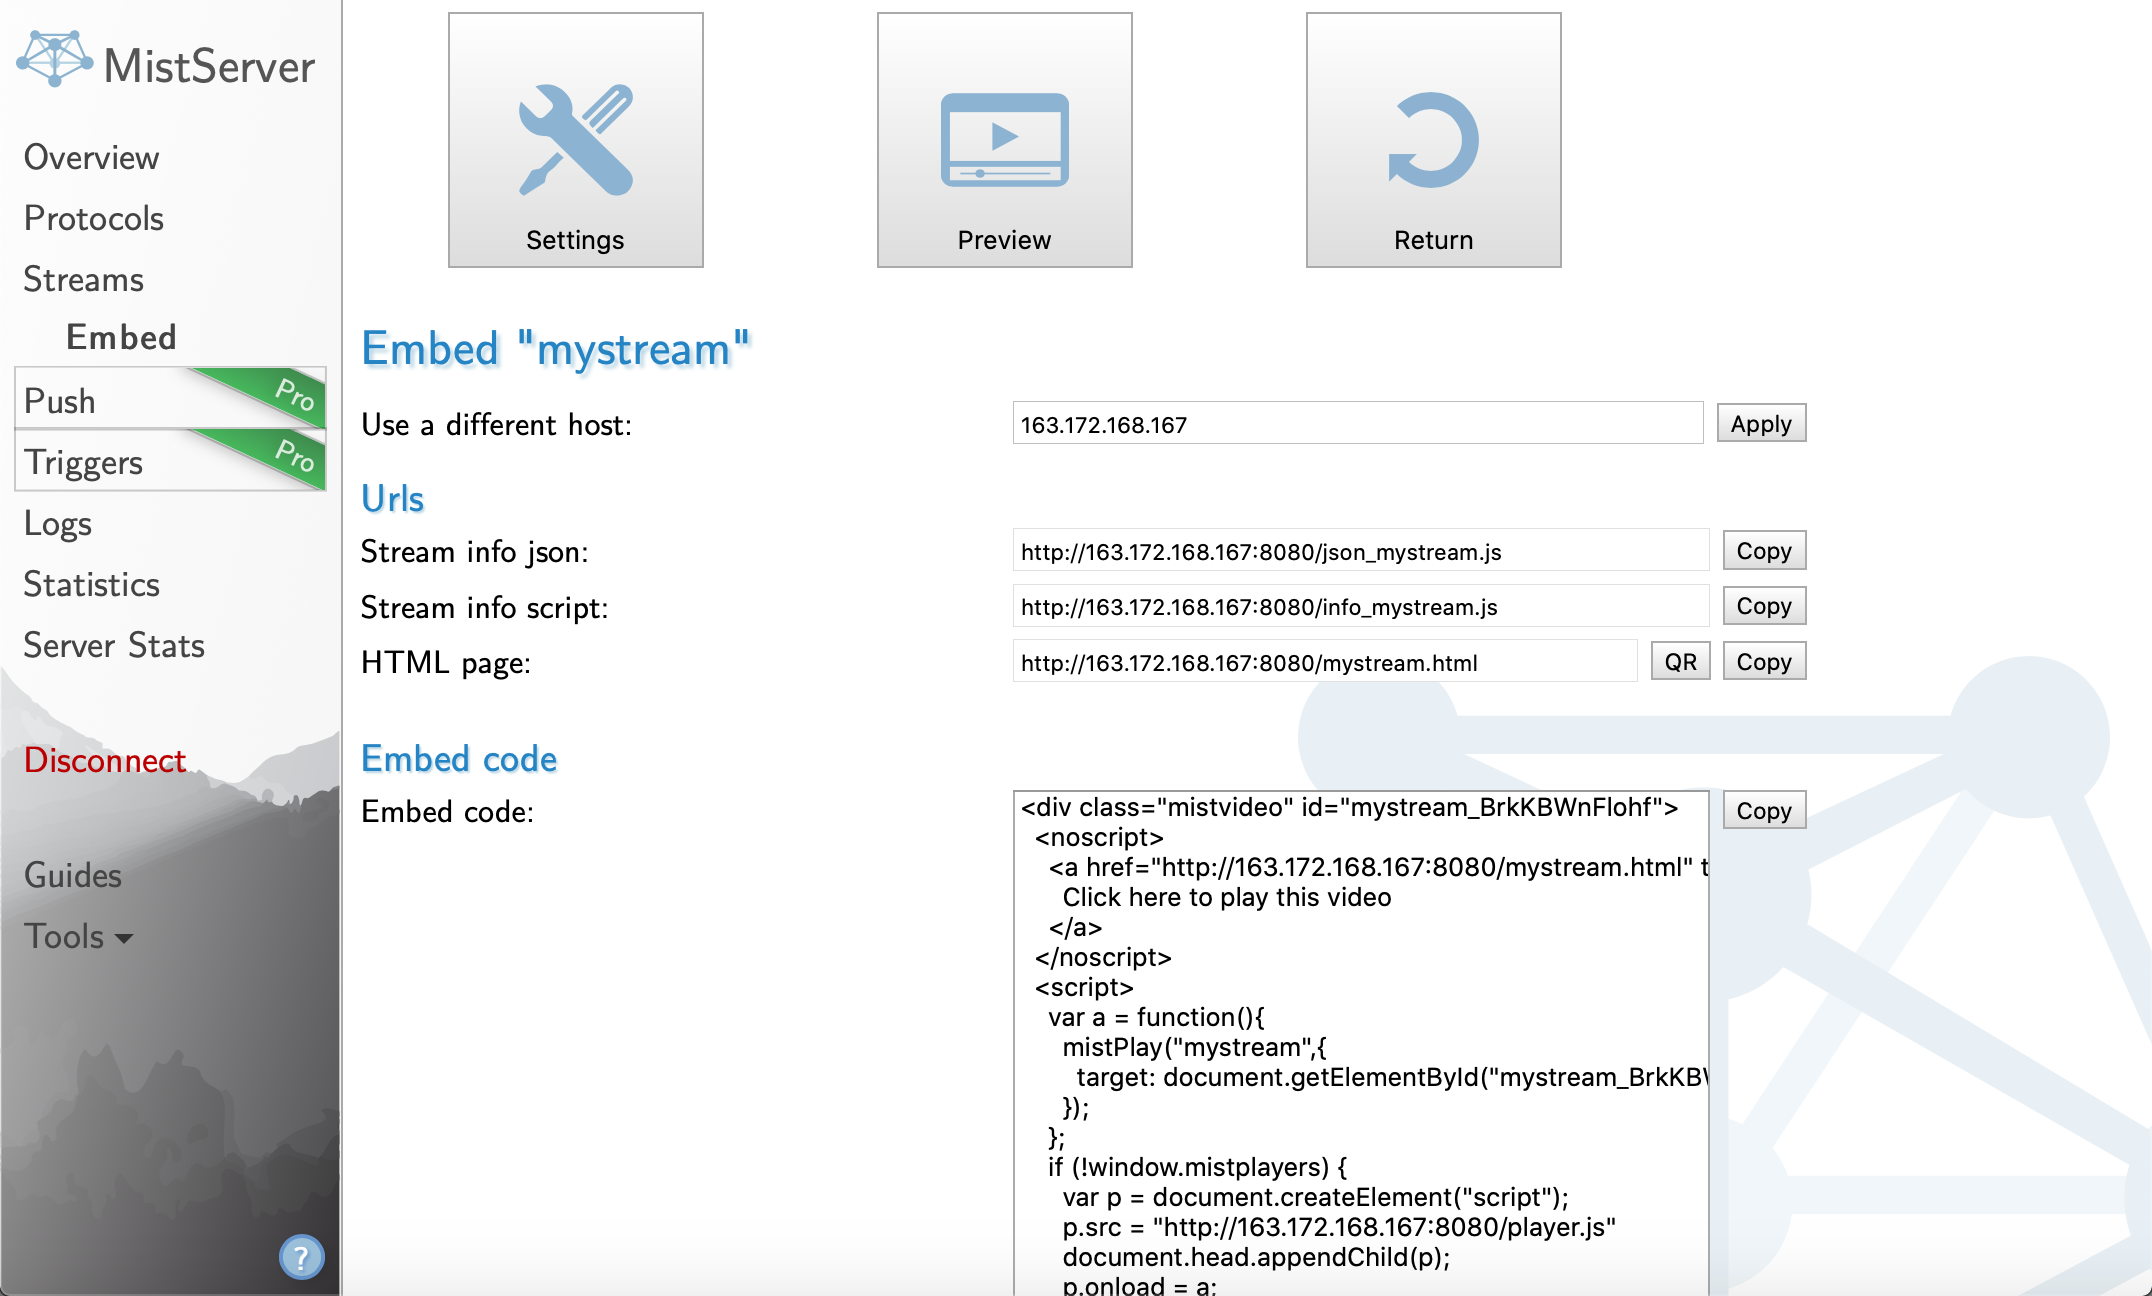 MistServer
Overview
Protocols
Streams
Embed
Push
Pro
Triggers
Pro
Logs
Statistics
Server Stats
Disconnect
Guides
Tools
?
Settings
Preview
Return
Embed "mystream"
Use a different host:
163.172.168.167
Apply
Urls
Stream info json:
http://163.172.168.167:8080/json_mystream.js
Copy
Stream info script:
http://163.172.168.167:8080/info_mystream.js
Copy
HTML page:
http://163.172.168.167:8080/mystream.html
QR
Copy
Embed code
Embed code:
<div class="mistvideo" id="mystream_BrkKBWnFlohf">
<noscript>
<a href="http://163.172.168.167:8080/mystream.html" t
Click here to play this video
</a>
</noscript>
<script>
var a = function(){
mistPlay("mystream",{
target: document.getElementById("mystream_BrkKBW
});
};
if (!window.mistplayers) {
var p = document.createElement("script");
p.src = "http://163.172.168.167:8080/player.js"
document.head.appendChild(p);
p.onload = a;
Copy